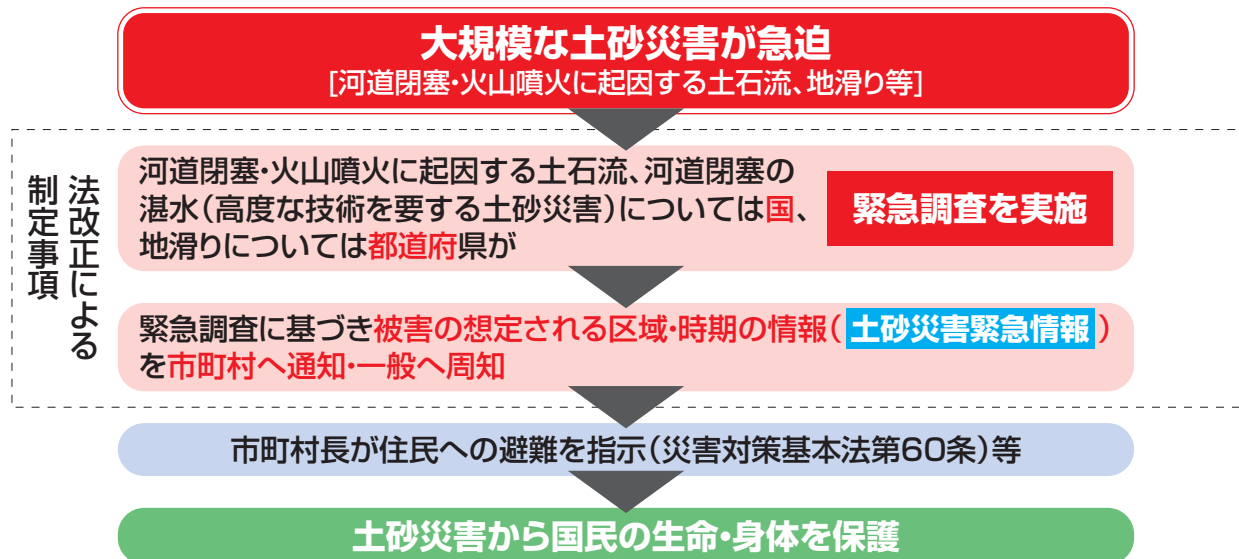 大規模な土砂災害が急迫
[河道閉塞・火山噴火に起因する土石流、地滑り等]
法改正による
制定事項
河道閉塞・火山噴火に起因する土石流、河道閉塞の
湛水（高度な技術を要する土砂災害）については国、
地滑りについては都道府県が
緊急調査を実施
緊急調査に基づき被害の想定される区域・時期の情報（土砂災害緊急情報）
を市町村へ通知・一般へ周知
市町村長が住民への避難を指示（災害対策基本法第60条）等
土砂災害から国民の生命・身体を保護